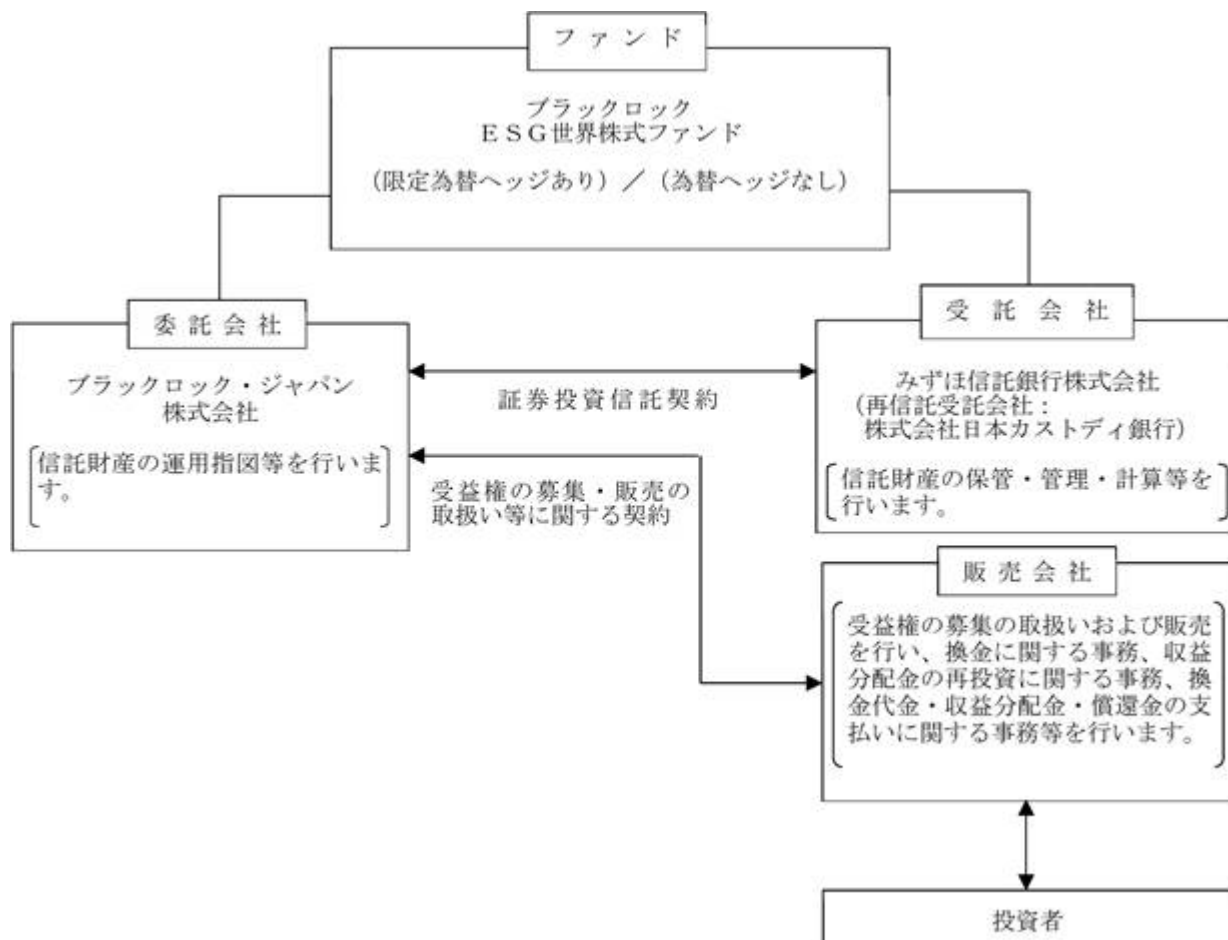 ファンド
ブラックロック
ESG世界株式ファンド
(限定為替ヘッジあり)/(為替ヘッジなし)
委託会社
ブラックロック・ジャパン
株式会社
信託財産の運用指図等を行いま
す。
証券投資信託契約
受益権の募集・販売の
取扱い等に関する契約
受託会社
みずほ信託銀行株式会社
(再信託受託会社:
株式会社日本カストディ銀行)
信託財産の保管・管理・計算等を
行います。
販売会社
受益権の募集の取扱いおよび販売
を行い、換金に関する事務、収益
分配金の再投資に関する事務、換
金代金・収益分配金・償還金の支
払いに関する事務等を行います。
投資者